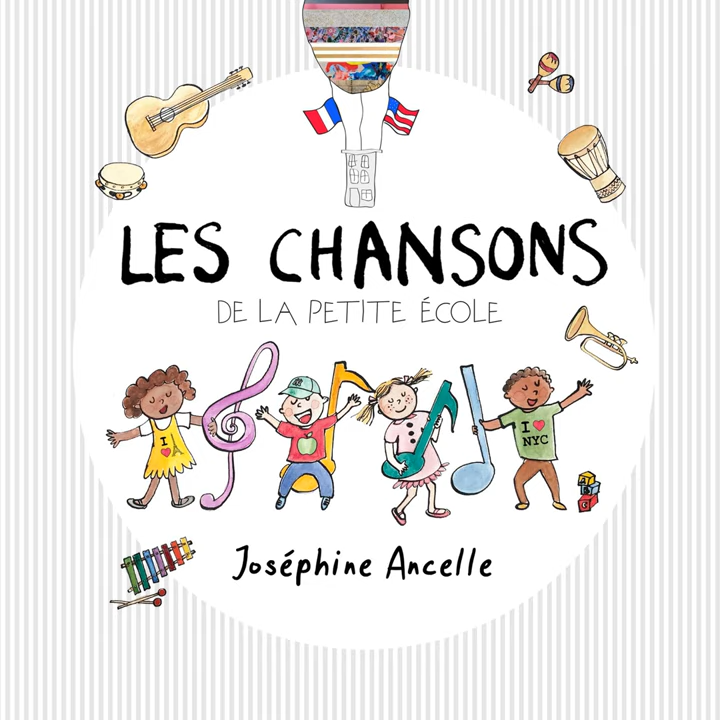 LES CHANSONS
DE LA PETITE ÉCOLE
I
I
NYC
Joséphine Ancelle